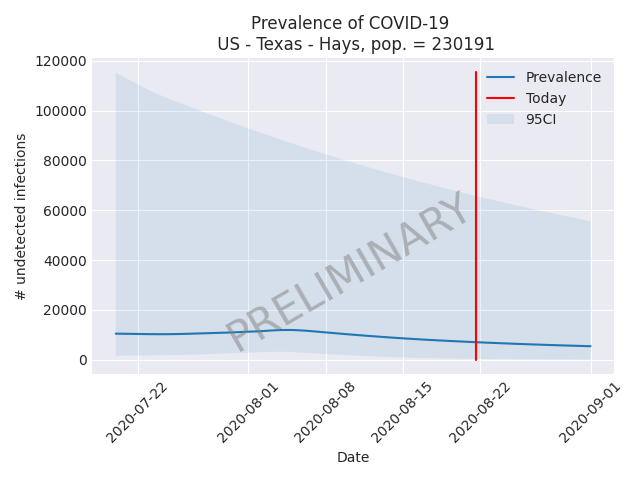 Prevalence of COVID-19
US - Texas - Hays, pop. = 230191
120000
100000
80000
60000
40000
20000
0
# undetected infections
Prevalence
Today
95CI
PRELIMINARY
2020-07-22
2020-08-01
2020-08-08
2020-08-15
2020-08-22
2020-09-01
Date